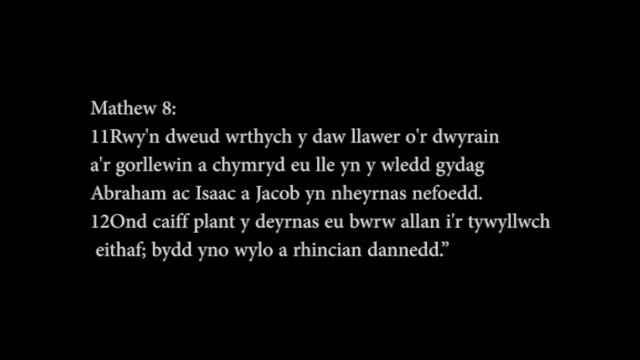 Mathew 8:
11Rwy'n dweud wrthych y daw llawer o'r dwyrain
a'r gorllewin a chymryd eu lle yn y wledd gydag
Abraham ac Isaac a Jacob yn nheyrnas nefoedd.
12Ond caiff plant y deyrnas eu bwrw allan i'r tywyllwch
eithaf; bydd yno wylo a rhincian dannedd.”